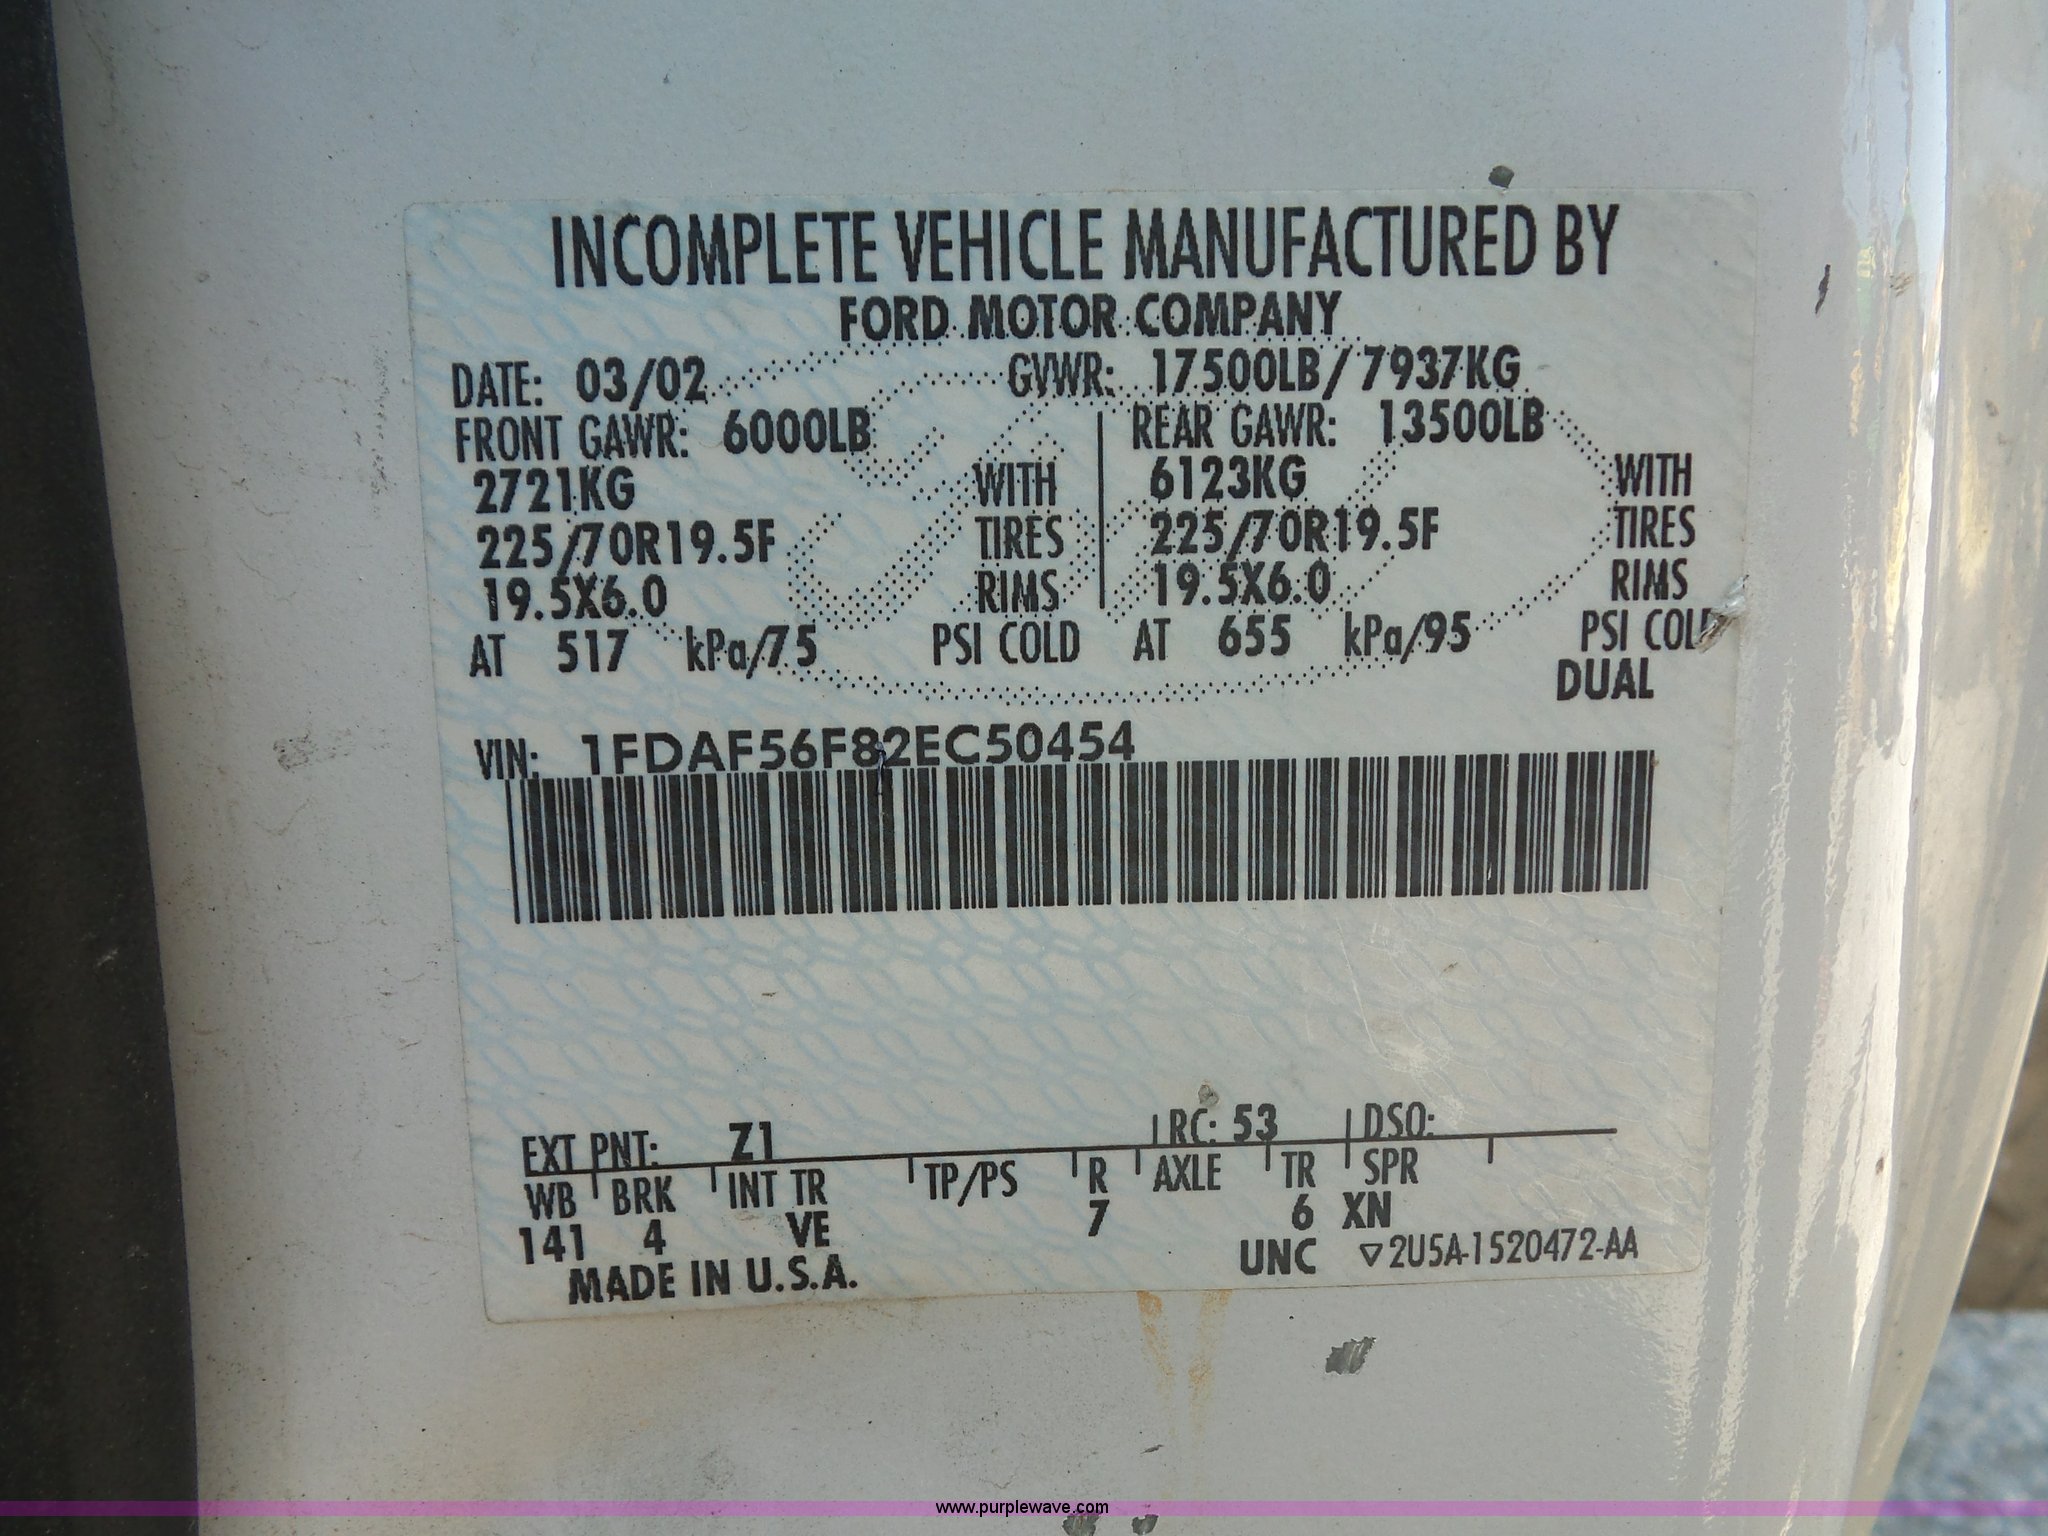 INCOMPLETE VEHICLE MANUFACTURED BY
FORD MOTOR COMPANY
DATE: 03/02 GVWR: 17500LB/7937KG
FRONT GAWR: 6000LB REAR GAWR: 13500LB
2721KG WITH 6123KG WITH
225/70R19.5F TIRES 225/70R19.5F TIRES
19.5X6.0 RIMS 19.5X6.0 RIMS
AT 517 kPa/75 PSI COLD AT 655 kPa/95 PSI COLD
DUAL
VIN: 1FDAF56F82EC50454
EXT PNT: Z1 RC: 53 DSO:
WB BRK INT TR TP/PS R AXLE TR SPR
141 4 VE 7 6 XN
MADE IN U.S.A. UNC 2U5A-1520472-AA
www.purplewave.com